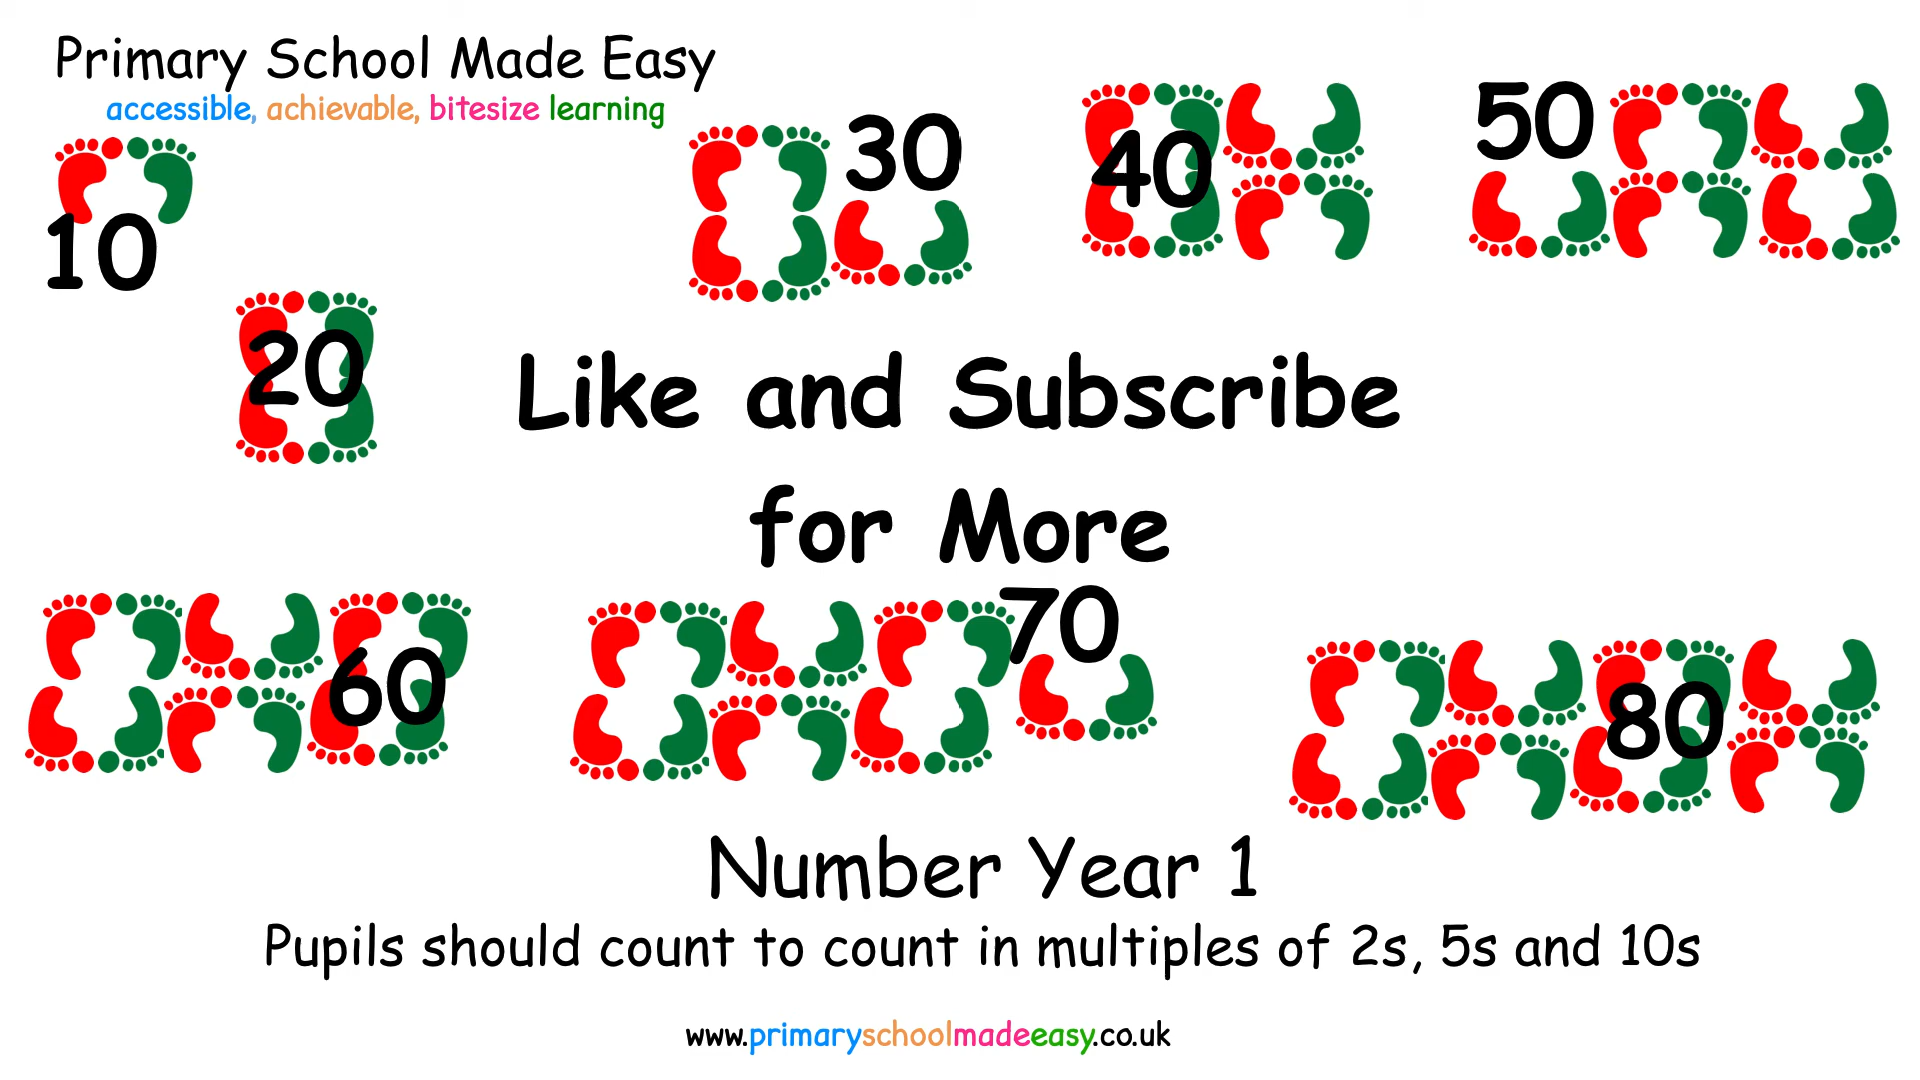 Primary School Made Easy
accessible, achievable, bitesize learning
10
20
30
40
50
Like and Subscribe
for More
60
70
80
Number Year 1
Pupils should count to count in multiples of 2s, 5s and 10s
www.primaryschoolmadeeasy.co.uk